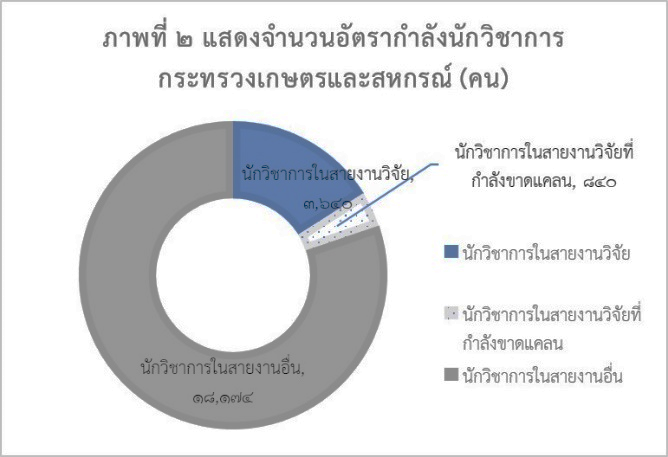 ภาพที่ ๒ แสดงจำนวนอัตรากำลังนักวิชาการ
กระทรวงเกษตรและสหกรณ์ (คน)
นักวิชาการในสายงานวิจัยที่
กำลังขาดแคลน, ๘๔๐
นักวิชาการในสายงานวิจัย,
๓,๖๔๐
นักวิชาการในสายงานวิจัย
นักวิชาการในสายงานวิจัยที่
กำลังขาดแคลน
นักวิชาการในสายงานอื่น
นักวิชาการในสายงานอื่น,
๑๘,๑๗๔